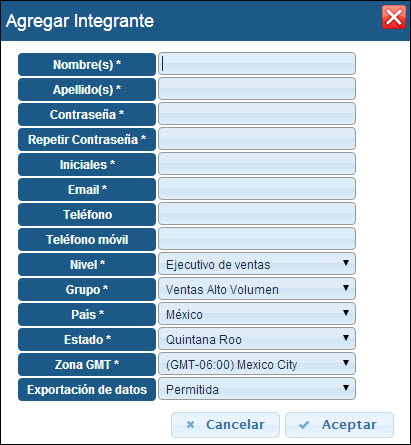 Agregar Integrante
Nombre(s) *
Apellido(s) *
Contraseña *
Repetir Contraseña *
Iniciales *
Email *
Teléfono
Teléfono móvil
Nivel * Ejecutivo de ventas
Grupo * Ventas Alto Volumen
País * México
Estado * Quintana Roo
Zona GMT * (GMT-06:00) Mexico City
Exportación de datos Permitida
Cancelar Aceptar